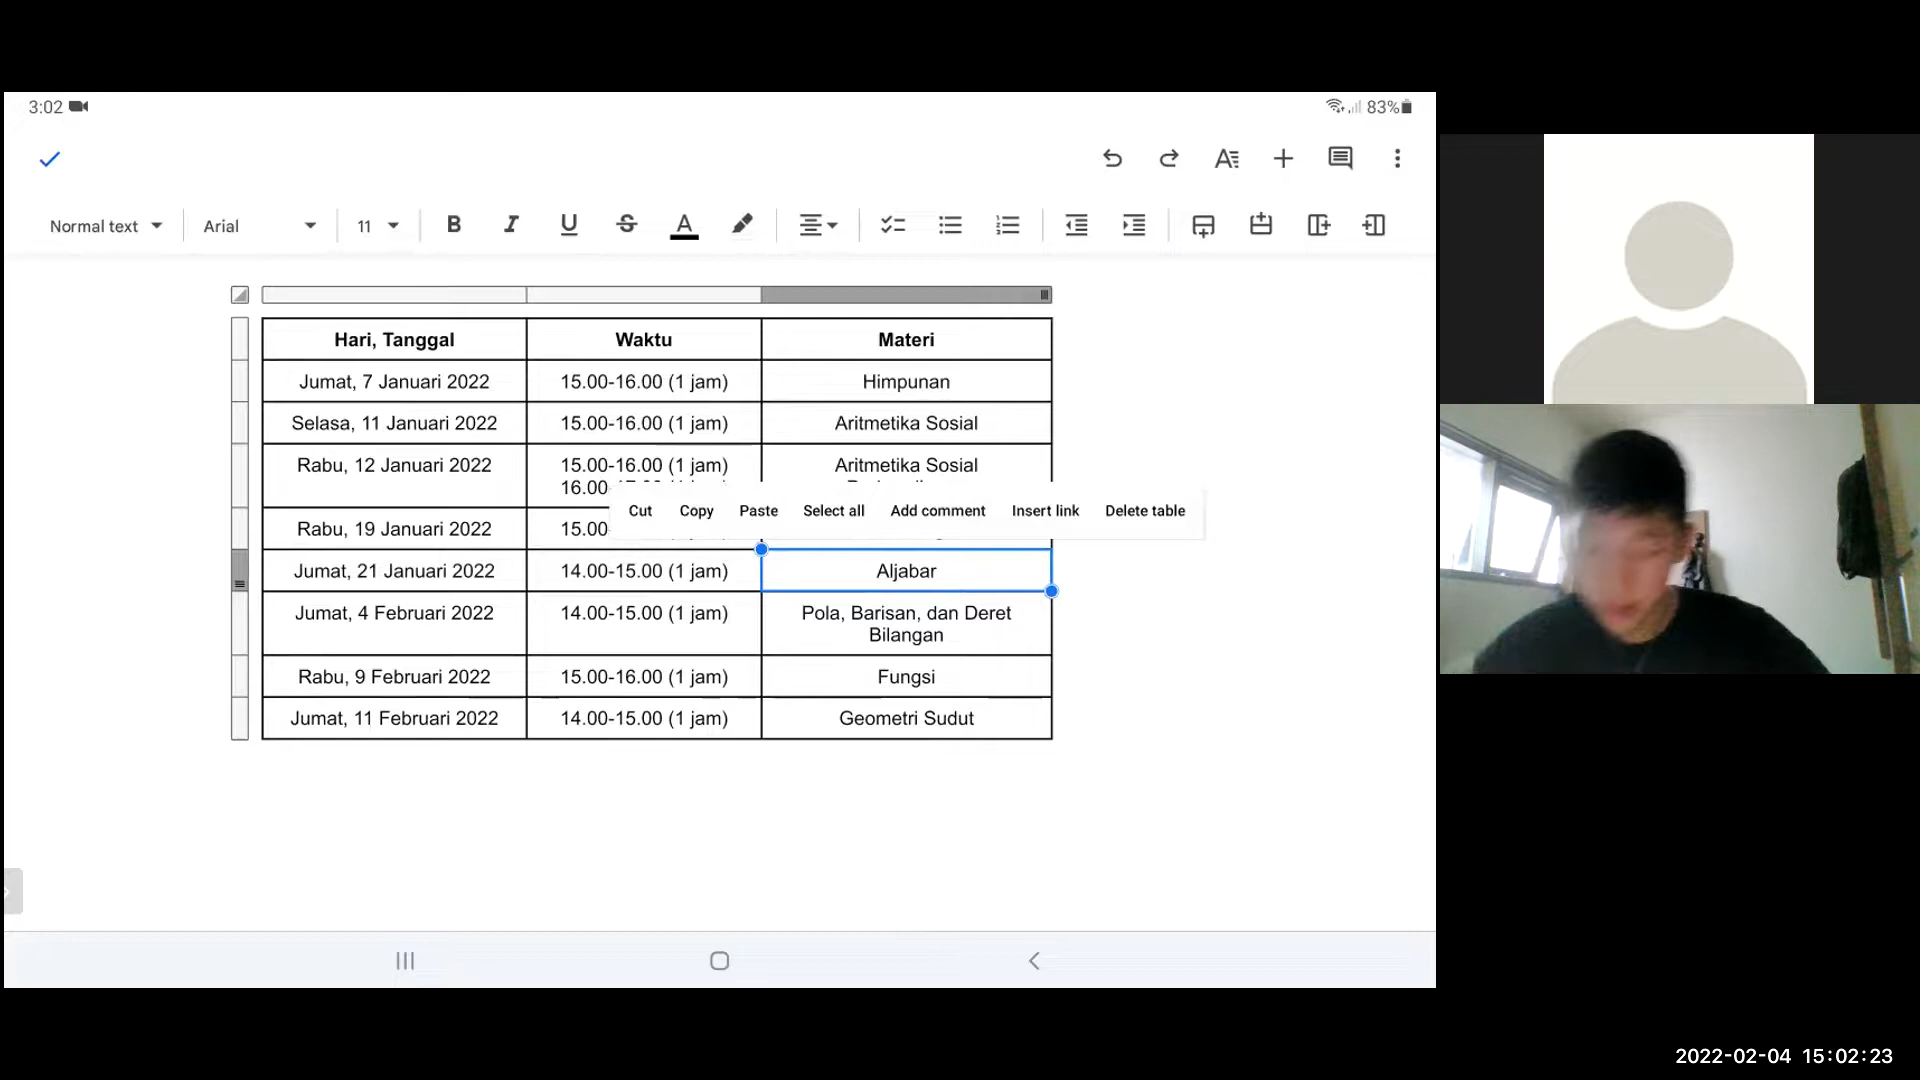 3:02
83%
Normal text
Arial
11
B
I
U
S
A
Hari, Tanggal
Waktu
Materi
Jumat, 7 Januari 2022
15.00-16.00 (1 jam)
Himpunan
Selasa, 11 Januari 2022
15.00-16.00 (1 jam)
Aritmetika Sosial
Rabu, 12 Januari 2022
15.00-16.00 (1 jam)
Aritmetika Sosial
16.00
Cut Copy Paste Select all Add comment Insert link Delete table
Rabu, 19 Januari 2022
15.00
Jumat, 21 Januari 2022
14.00-15.00 (1 jam)
Aljabar
Jumat, 4 Februari 2022
14.00-15.00 (1 jam)
Pola, Barisan, dan Deret
Bilangan
Rabu, 9 Februari 2022
15.00-16.00 (1 jam)
Fungsi
Jumat, 11 Februari 2022
14.00-15.00 (1 jam)
Geometri Sudut
2022-02-04 15:02:23